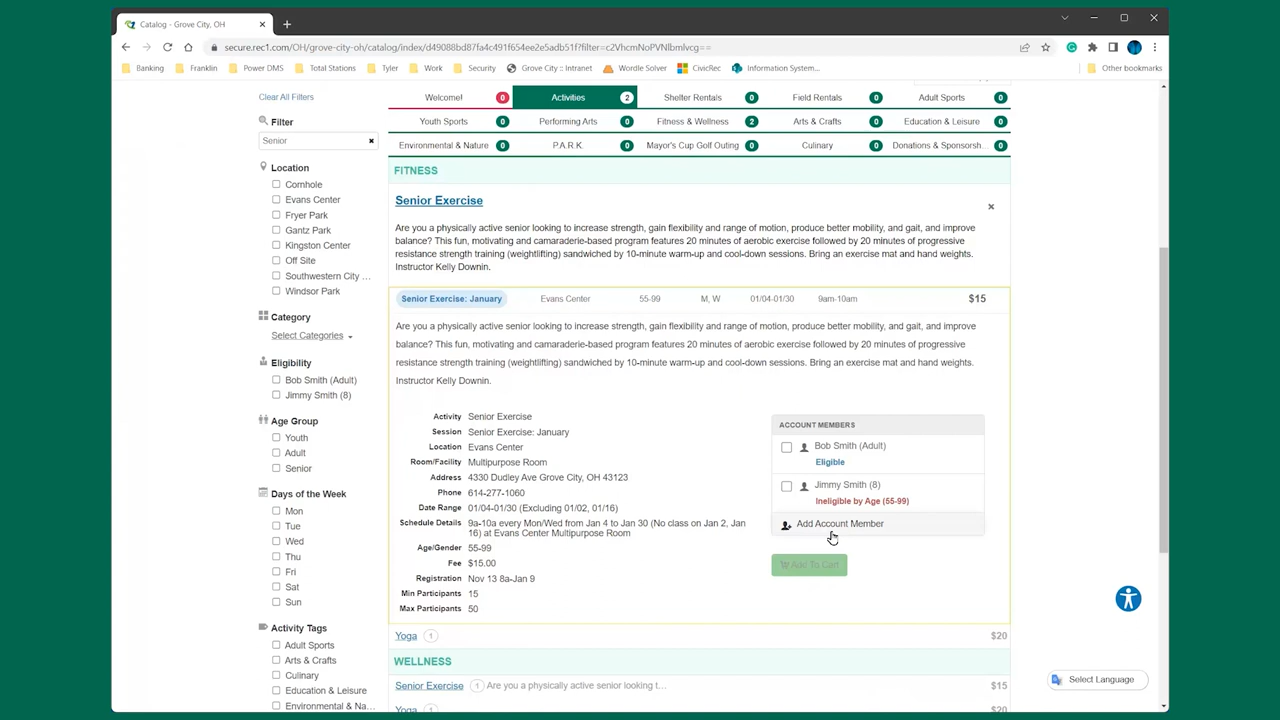 Catalog - Grove City, OH
secure.rec1.com/OH/grove-city-oh/catalog/index/d49088bd87fa4c491f654ee2e5adb51f?filter=c2VhcmNoPVNlbmlvcg==
Banking Franklin Power DMS Total Stations Tyler Work Security Grove City :: Intranet Wordle Solver CivicRec Information System... Other bookmarks
Clear All Filters
Filter
Senior
Location
Cornhole
Evans Center
Fryer Park
Gantz Park
Kingston Center
Off Site
Southwestern City ...
Windsor Park
Category
Select Categories
Eligibility
Bob Smith (Adult)
Jimmy Smith (8)
Age Group
Youth
Adult
Senior
Days of the Week
Mon
Tue
Wed
Thu
Fri
Sat
Sun
Activity Tags
Adult Sports
Arts & Crafts
Culinary
Education & Leisure
Environmental & Na...
Welcome! 0 Activities 2 Shelter Rentals 0 Field Rentals 0 Adult Sports 0
Youth Sports 0 Performing Arts 0 Fitness & Wellness 2 Arts & Crafts 0 Education & Leisure 0
Environmental & Nature 0 P.A.R.K. 0 Mayor's Cup Golf Outing 0 Culinary 0 Donations & Sponsorsh... 0
FITNESS
Senior Exercise
Are you a physically active senior looking to increase strength, gain flexibility and range of motion, produce better mobility, and gait, and improve
balance? This fun, motivating and camaraderie-based program features 20 minutes of aerobic exercise followed by 20 minutes of progressive
resistance strength training (weightlifting) sandwiched by 10-minute warm-up and cool-down sessions. Bring an exercise mat and hand weights.
Instructor Kelly Downin.
Senior Exercise: January Evans Center 55-99 M, W 01/04-01/30 9am-10am $15
Are you a physically active senior looking to increase strength, gain flexibility and range of motion, produce better mobility, and gait, and improve
balance? This fun, motivating and camaraderie-based program features 20 minutes of aerobic exercise followed by 20 minutes of progressive
resistance strength training (weightlifting) sandwiched by 10-minute warm-up and cool-down sessions. Bring an exercise mat and hand weights.
Instructor Kelly Downin.
Activity Senior Exercise
Session Senior Exercise: January
Location Evans Center
Room/Facility Multipurpose Room
Address 4330 Dudley Ave Grove City, OH 43123
Phone 614-277-1060
Date Range 01/04-01/30 (Excluding 01/02, 01/16)
Schedule Details 9a-10a every Mon/Wed from Jan 4 to Jan 30 (No class on Jan 2, Jan
16) at Evans Center Multipurpose Room
Age/Gender 55-99
Fee $15.00
Registration Nov 13 8a-Jan 9
Min Participants 15
Max Participants 50
ACCOUNT MEMBERS
Bob Smith (Adult)
Eligible
Jimmy Smith (8)
Ineligible by Age (55-99)
Add Account Member
Add To Cart
Yoga 1 $20
WELLNESS
Senior Exercise 1 Are you a physically active senior looking t... $15
Yoga 1 $20
Select Language